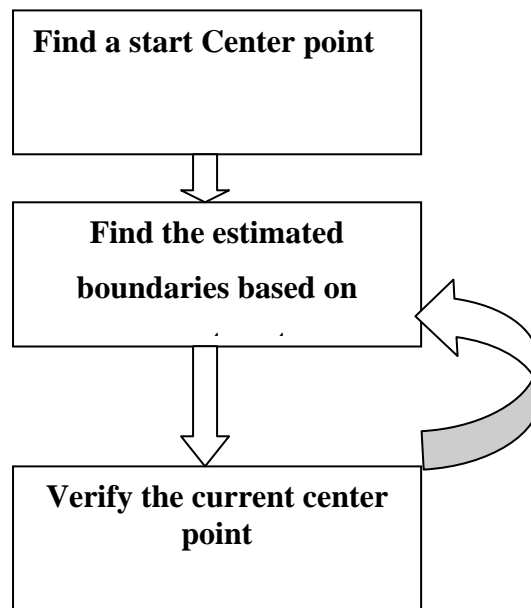 Find a start Center point
Find the estimated
boundaries based on
Verify the current center
point